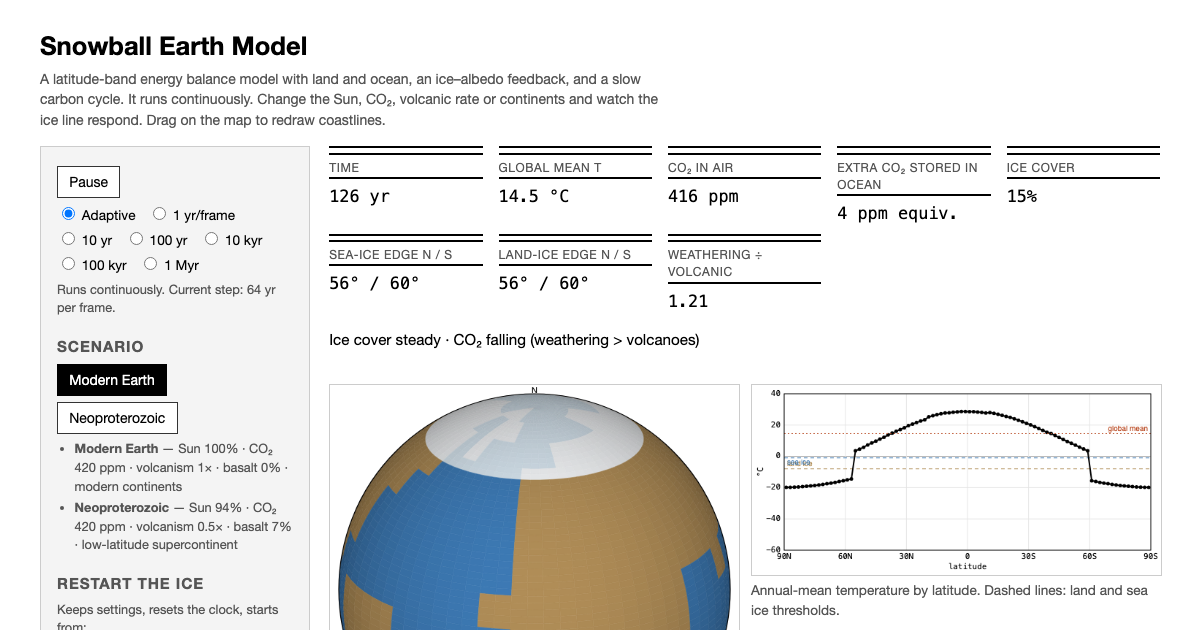 Snowball Earth Model
A latitude-band energy balance model with land and ocean, an ice–albedo feedback, and a slow
carbon cycle. It runs continuously. Change the Sun, CO₂, volcanic rate or continents and watch the
ice line respond. Drag on the map to redraw coastlines.
Pause
Adaptive 1 yr/frame
10 yr 100 yr 10 kyr
100 kyr 1 Myr
Runs continuously. Current step: 64 yr
per frame.
SCENARIO
Modern Earth
Neoproterozoic
• Modern Earth — Sun 100% · CO₂
420 ppm · volcanism 1× · basalt 0% ·
modern continents
• Neoproterozoic — Sun 94% · CO₂
420 ppm · volcanism 0.5× · basalt 7%
· low-latitude supercontinent
RESTART THE ICE
Keeps settings, resets the clock, starts
from:
TIME
126 yr
GLOBAL MEAN T
14.5 °C
CO₂ IN AIR
416 ppm
EXTRA CO₂ STORED IN
OCEAN
4 ppm equiv.
ICE COVER
15%
SEA-ICE EDGE N / S
56° / 60°
LAND-ICE EDGE N / S
56° / 60°
WEATHERING ÷
VOLCANIC
1.21
Ice cover steady · CO₂ falling (weathering > volcanoes)
N
40
20
0
−20
−40
−60
°C
global mean
90N 60N 30N 0 30S 60S 90S
latitude
Annual-mean temperature by latitude. Dashed lines: land and sea
ice thresholds.